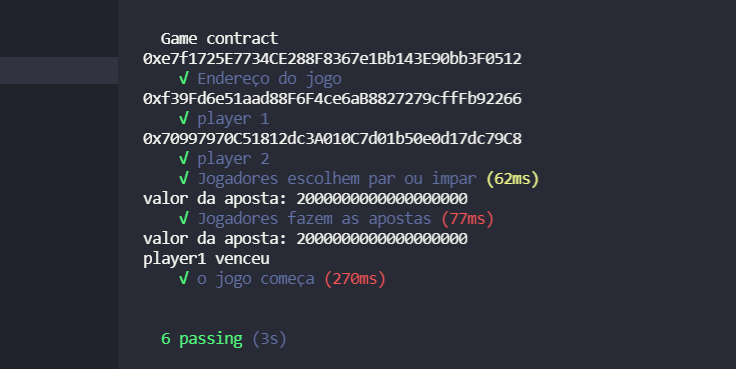 Game contract
0xe7f1725E7734CE288F8367e1Bb143E90bb3F0512
√ Endereço do jogo
0xf39Fd6e51aad88F6F4ce6aB8827279cffFb92266
√ player 1
0x70997970C51812dc3A010C7d01b50e0d17dc79C8
√ player 2
√ Jogadores escolhem par ou impar (62ms)
valor da aposta: 2000000000000000000
√ Jogadores fazem as apostas (77ms)
valor da aposta: 2000000000000000000
player1 venceu
√ o jogo começa (270ms)
6 passing (3s)